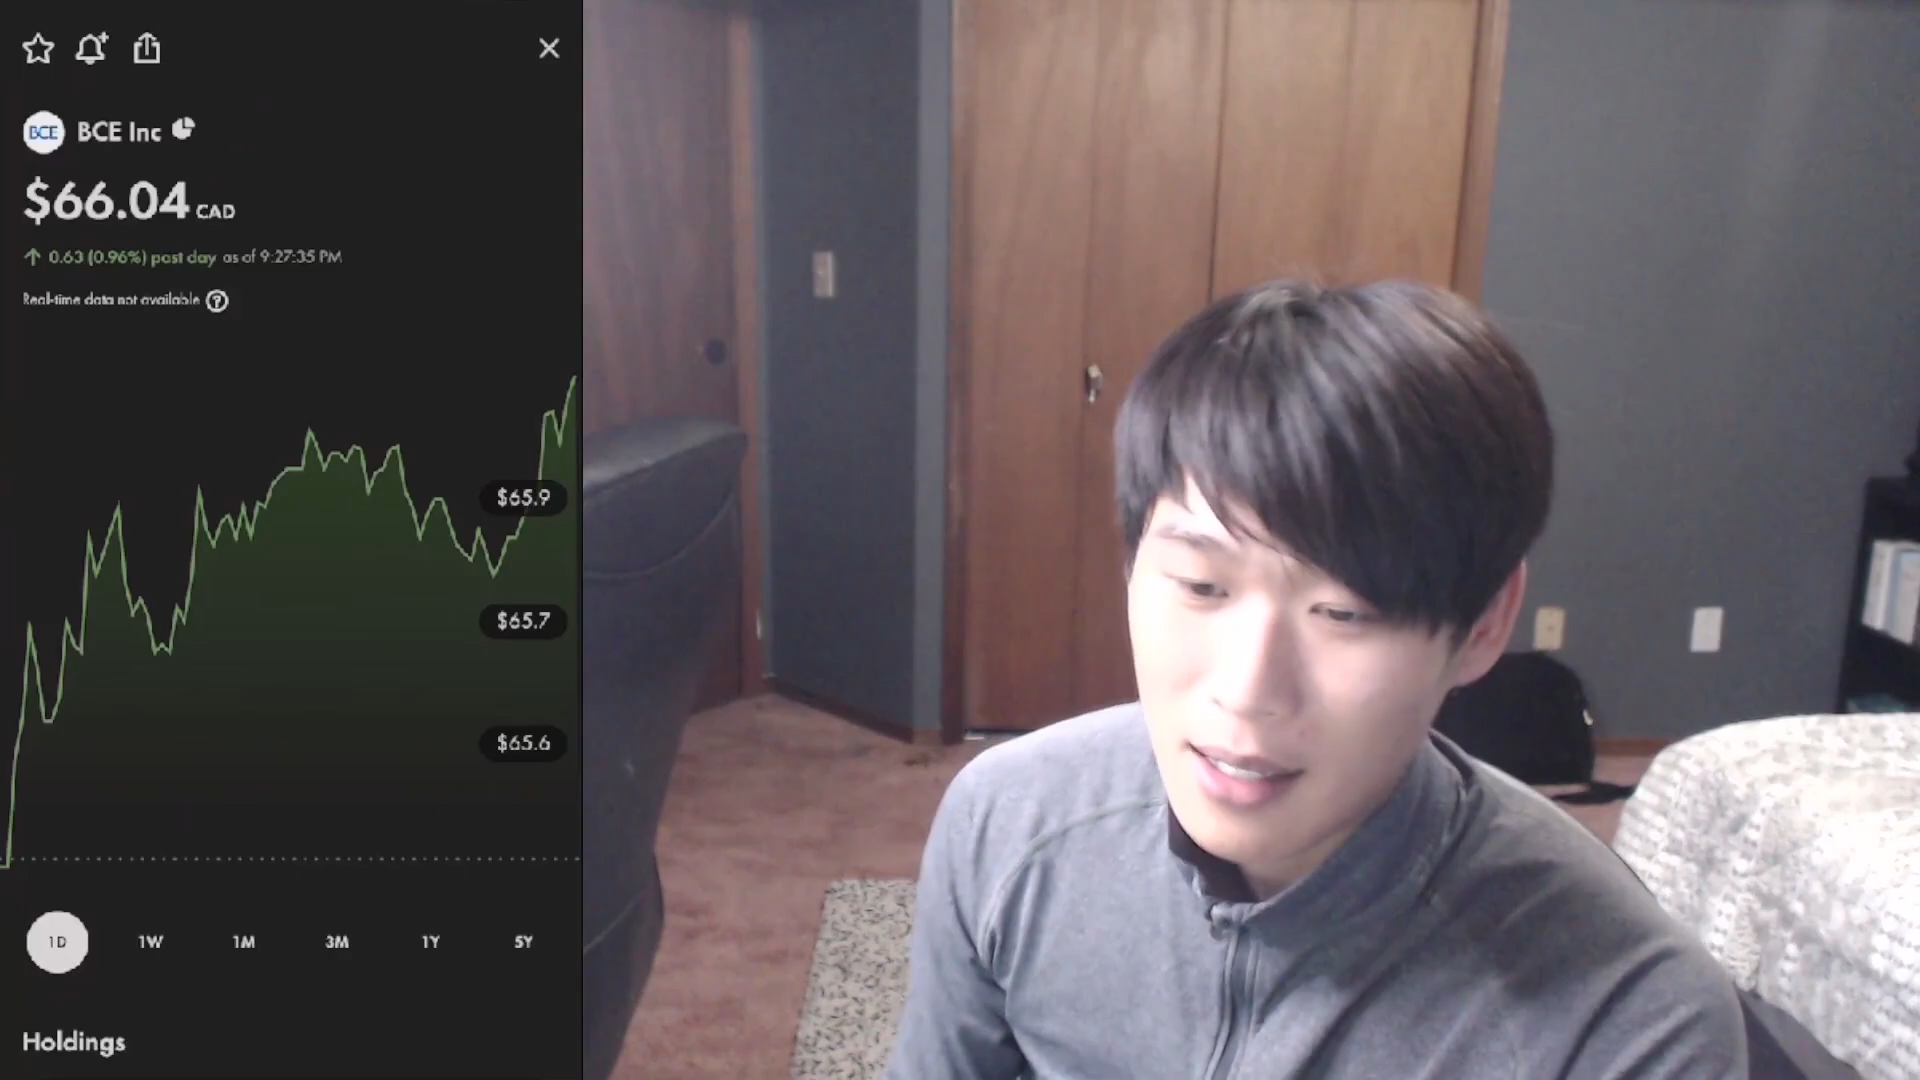 BCE BCE Inc
$66.04 CAD
0.63 (0.96%) past day as of 9:27:35 PM
Real-time data not available ?
$65.9
$65.7
$65.6
1D 1W 1M 3M 1Y 5Y
Holdings